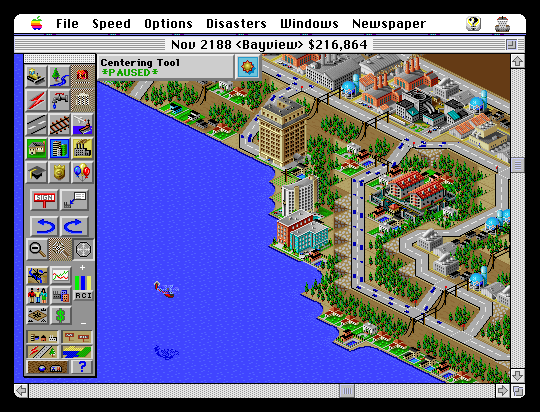 File Speed Options Disasters Windows Newspaper
Nov 2188 <Bayview> $216,864
Centering Tool
*PAUSED*
SIGN
+
RCI
−
$
?